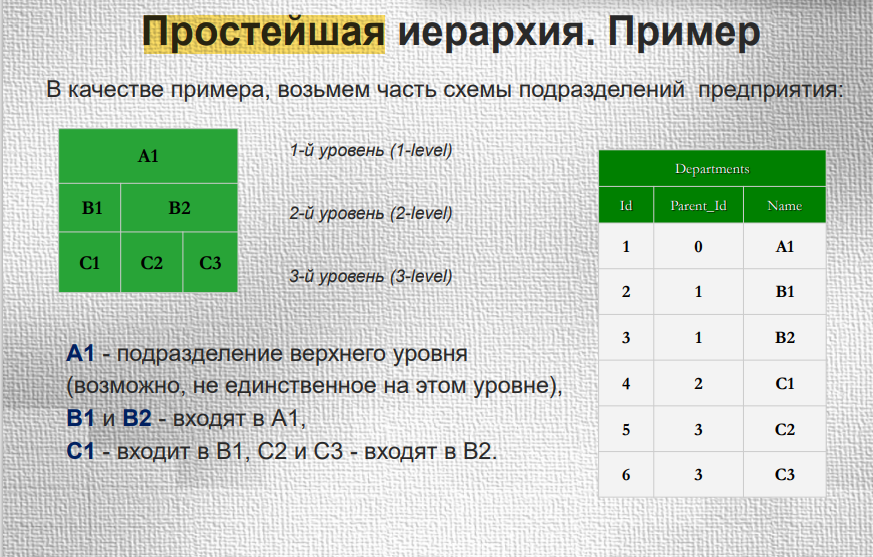 Простейшая иерархия. Пример
В качестве примера, возьмем часть схемы подразделений предприятия:
A1
B1 B2
C1 C2 C3
1-й уровень (1-level)
2-й уровень (2-level)
3-й уровень (3-level)
Departments
Id Parent_Id Name
1 0 A1
2 1 B1
3 1 B2
4 2 C1
5 3 C2
6 3 C3
A1 - подразделение верхнего уровня
(возможно, не единственное на этом уровне),
B1 и B2 - входят в A1,
C1 - входит в B1, C2 и C3 - входят в B2.